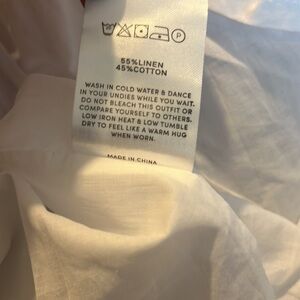 P
55%LINEN
45%COTTON
WASH IN COLD WATER & DANCE
IN YOUR UNDIES WHILE YOU WAIT.
DO NOT BLEACH THIS OUTFIT OR
COMPARE YOURSELF TO OTHERS.
LOW IRON HEAT & LOW TUMBLE
DRY TO FEEL LIKE A WARM HUG
WHEN WORN.
MADE IN CHINA